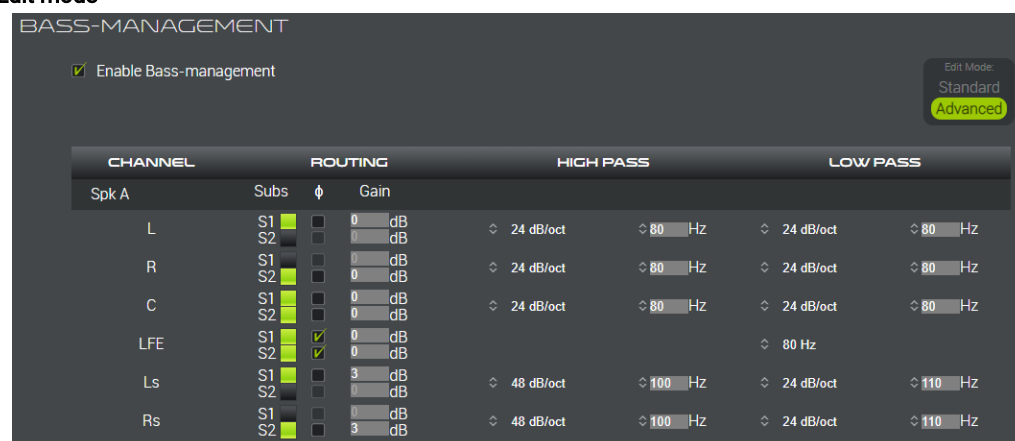 BASS-MANAGEMENT
Enable Bass-management
Edit Mode:
Standard
Advanced
CHANNEL ROUTING HIGH PASS LOW PASS
Spk A Subs ϕ Gain
L S1 0 dB 24 dB/oct 80 Hz 24 dB/oct 80 Hz
S2 0 dB
R S1 0 dB 24 dB/oct 80 Hz 24 dB/oct 80 Hz
S2 0 dB
C S1 0 dB 24 dB/oct 80 Hz 24 dB/oct 80 Hz
S2 0 dB
LFE S1 0 dB 80 Hz
S2 0 dB
Ls S1 3 dB 48 dB/oct 100 Hz 24 dB/oct 110 Hz
S2 0 dB
Rs S1 0 dB 48 dB/oct 100 Hz 24 dB/oct 110 Hz
S2 3 dB